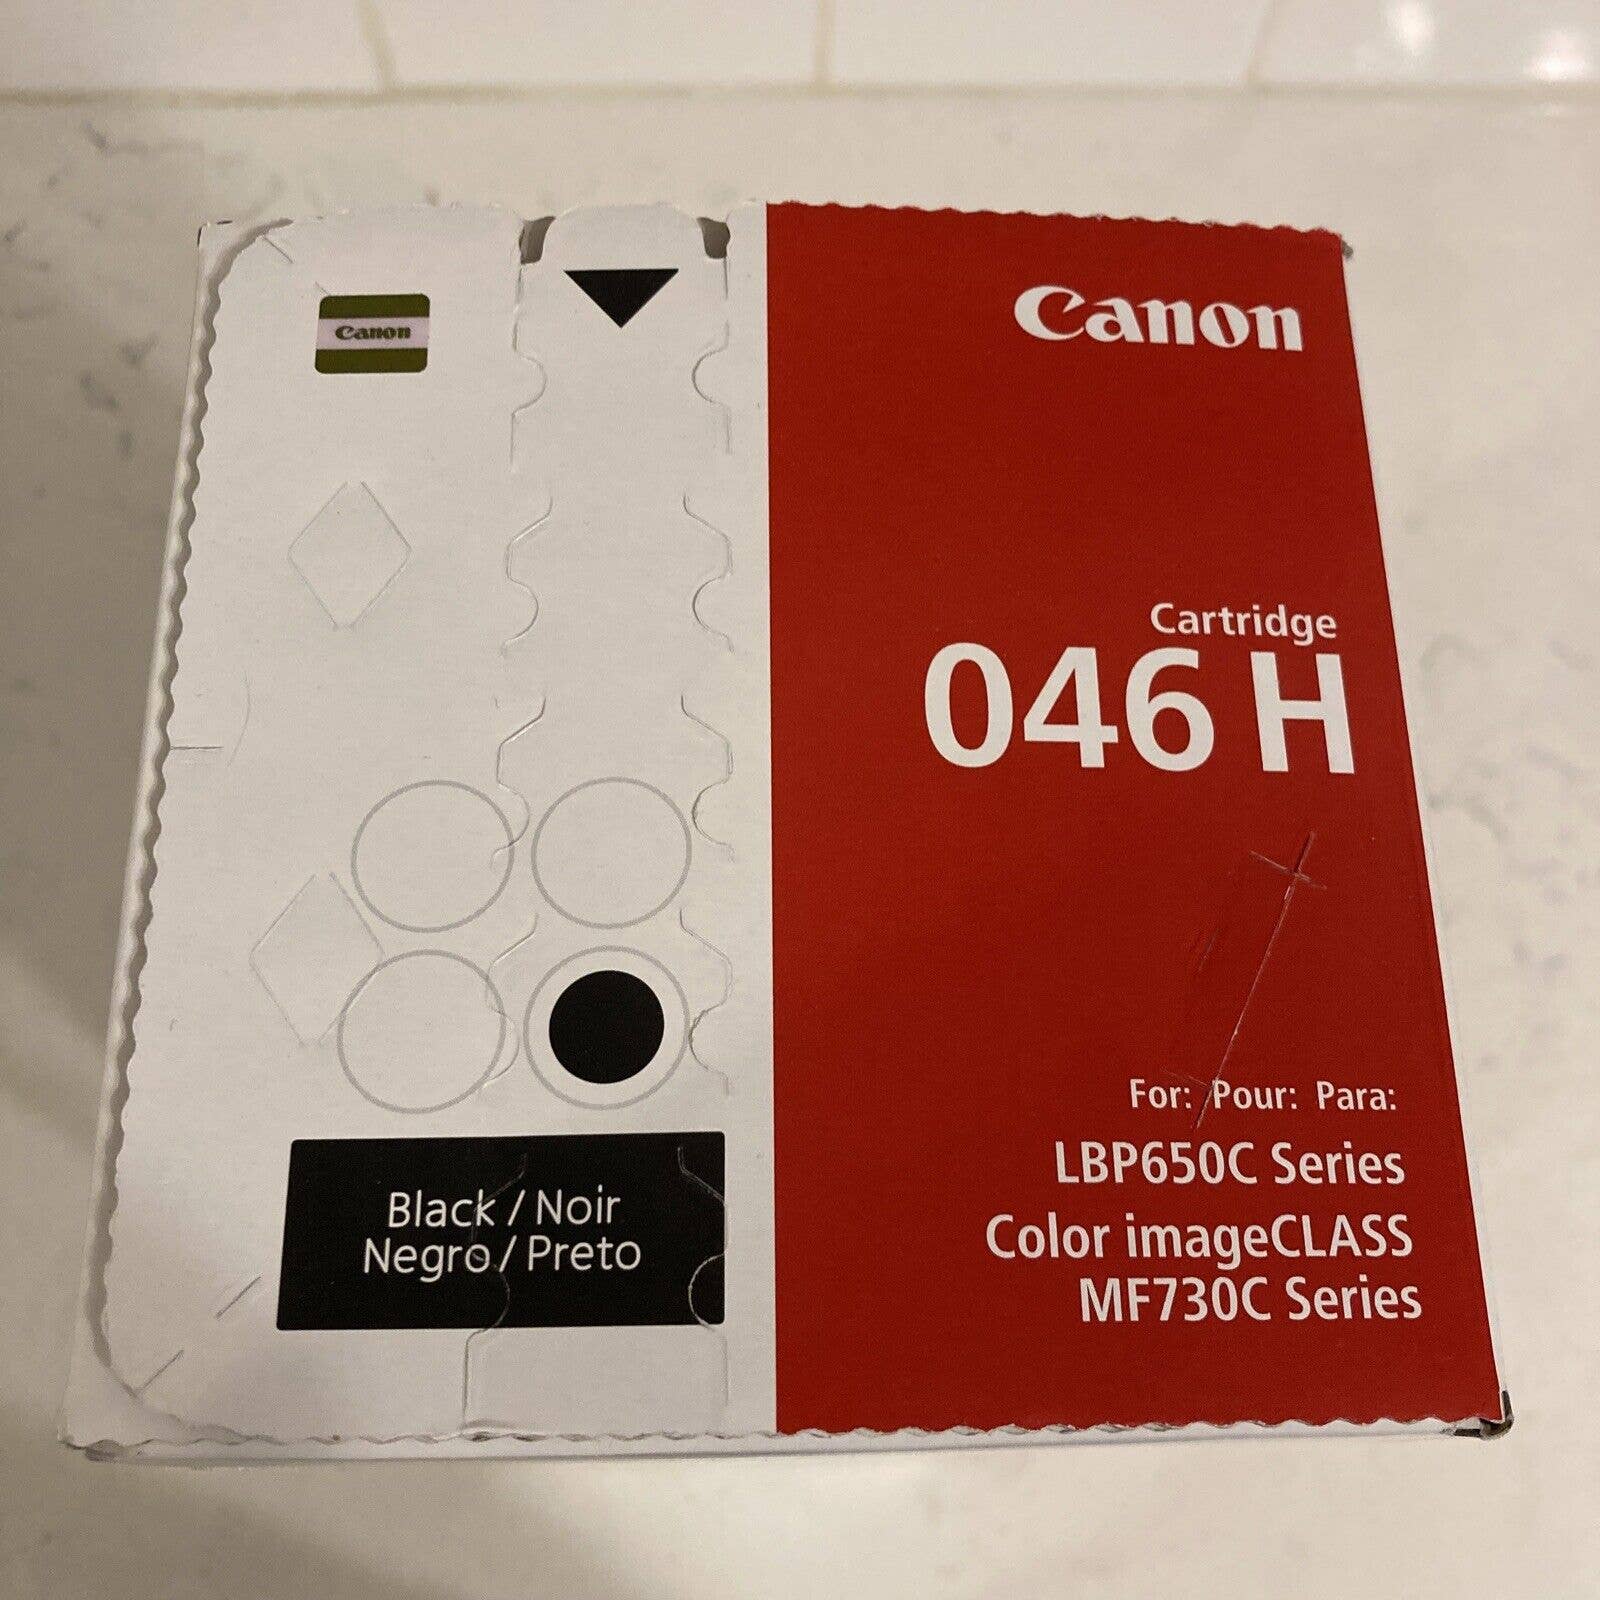 Canon
Canon
Cartridge
046 H
For: Pour: Para:
LBP650C Series
Color imageCLASS
MF730C Series
Black / Noir
Negro / Preto